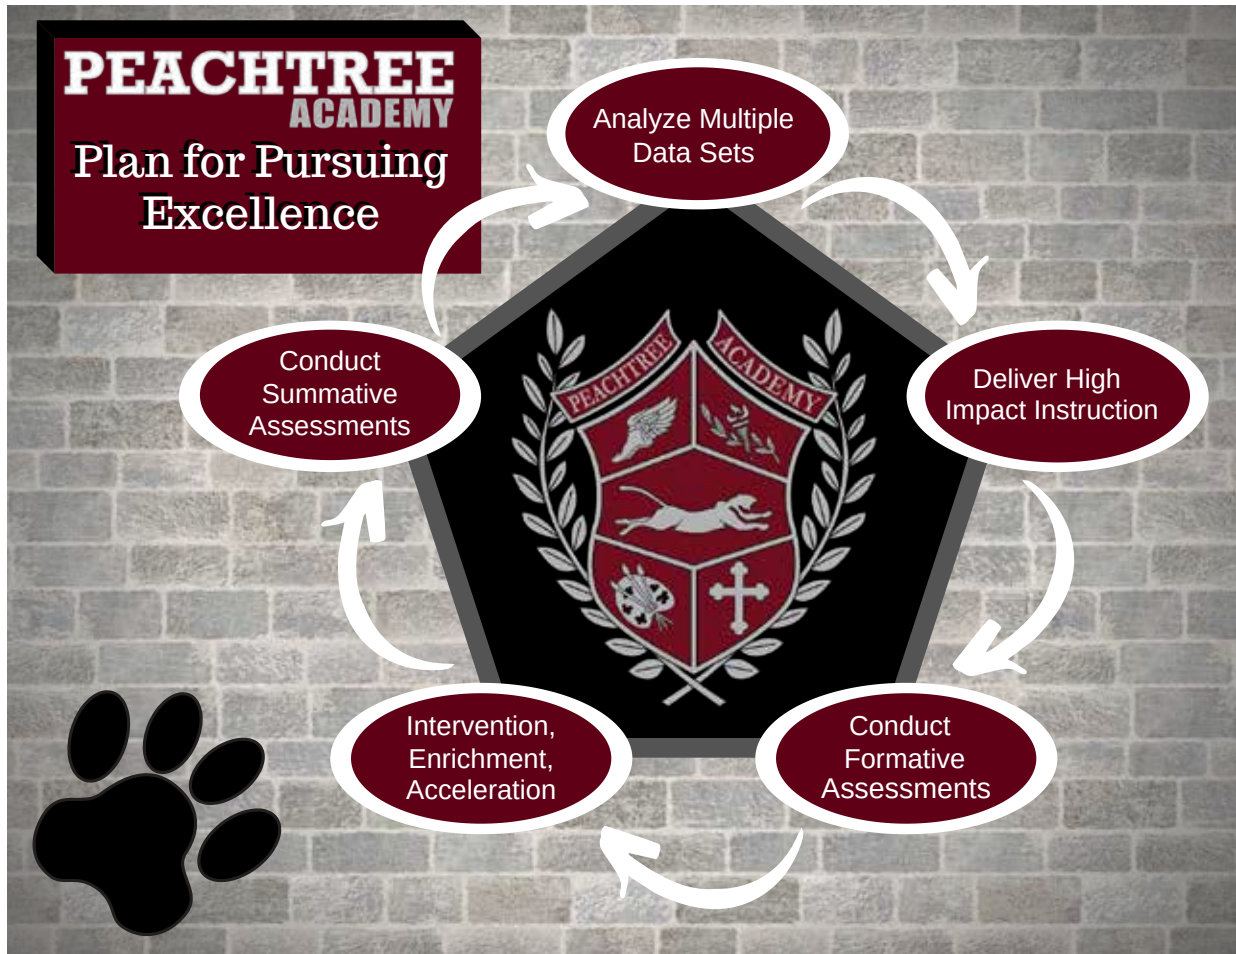 PEACHTREE
ACADEMY
Plan for Pursuing
Excellence
Analyze Multiple
Data Sets
Deliver High
Impact Instruction
Conduct
Formative
Assessments
Intervention,
Enrichment,
Acceleration
Conduct
Summative
Assessments
PEACHTREE
ACADEMY